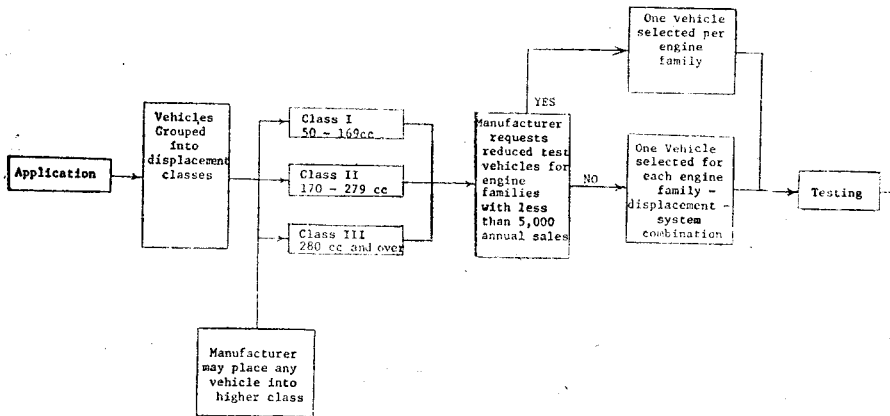 Application
Vehicles
Grouped
into
displacement
classes
Class I
50 - 169cc
Class II
170 - 279 cc
Class III
280 cc and over
Manufacturer
may place any
vehicle into
higher class
Manufacturer
requests
reduced test
vehicles for
engine
families
with less
than 5,000
annual sales
YES
NO
One vehicle
selected per
engine
family
One Vehicle
selected for
each engine
family -
displacement -
system
combination
Testing